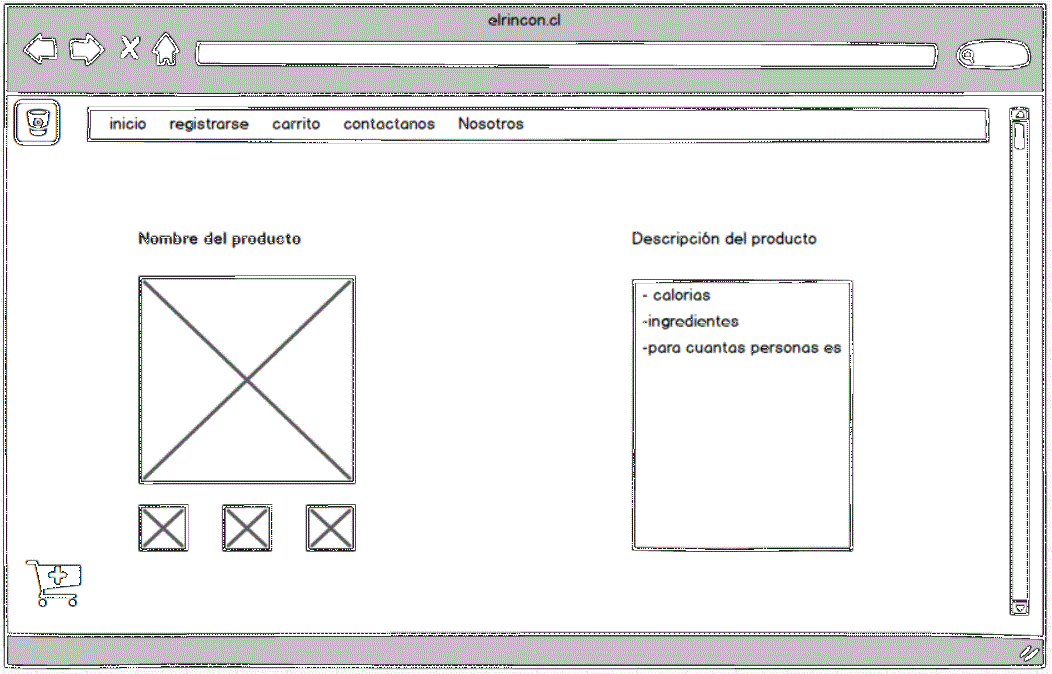 elrincon.cl
inicio registrarse carrito contactanos Nosotros
Nombre del producto
Descripción del producto
- calorias
-ingredientes
-para cuantas personas es